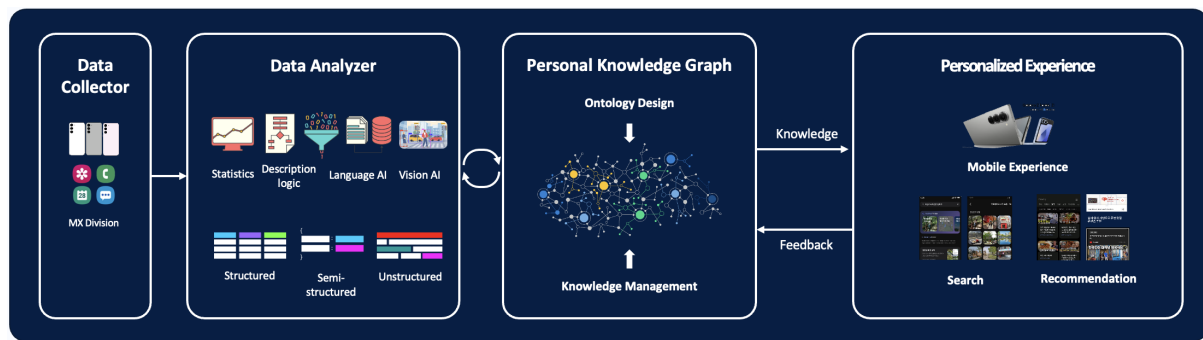 Data
Collector
28
MX Division
Data Analyzer
Statistics
Description
logic
Language AI
Vision AI
Structured
Semi-
structured
Unstructured
Personal Knowledge Graph
Ontology Design
Knowledge Management
Knowledge
Feedback
Personalized Experience
Mobile Experience
Search
Recommendation